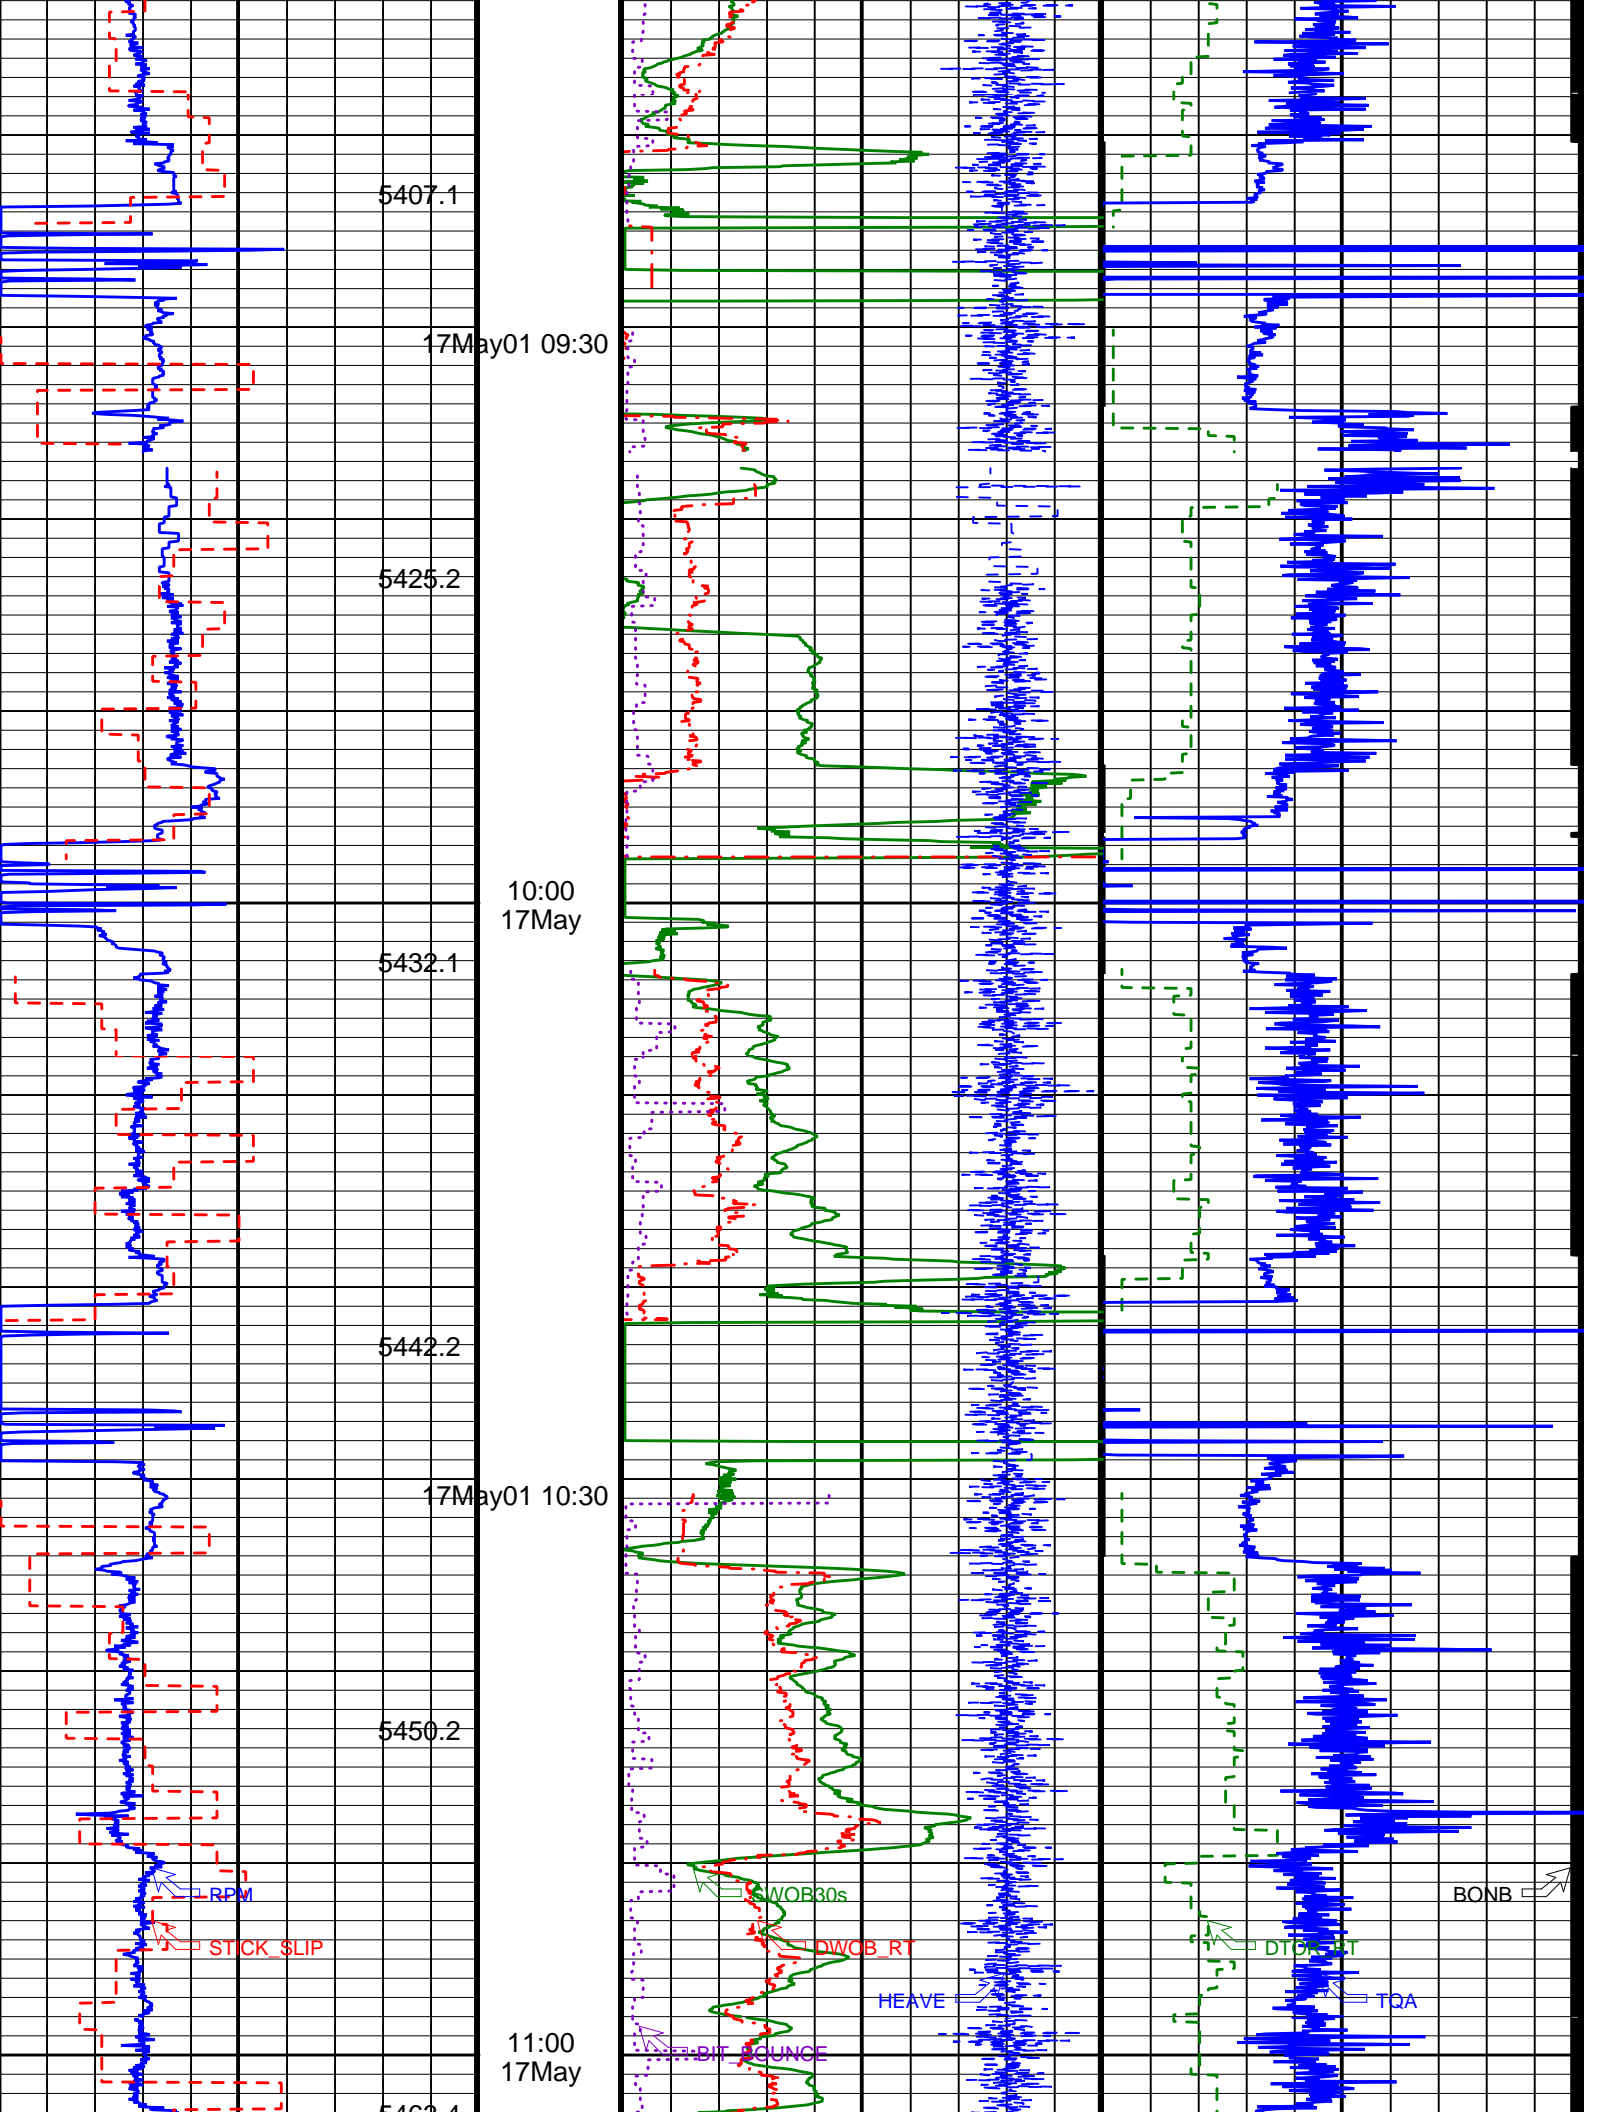 5407.1
17May01 09:30
5425.2
10:00
17May
5432.1
5442.2
17May01 10:30
5450.2
RPM
SWOB30s
BONB
STICK_SLIP
DWOB_RT
DTOR_RT
HEAVE
TQA
11:00
BIT_BOUNCE
17May